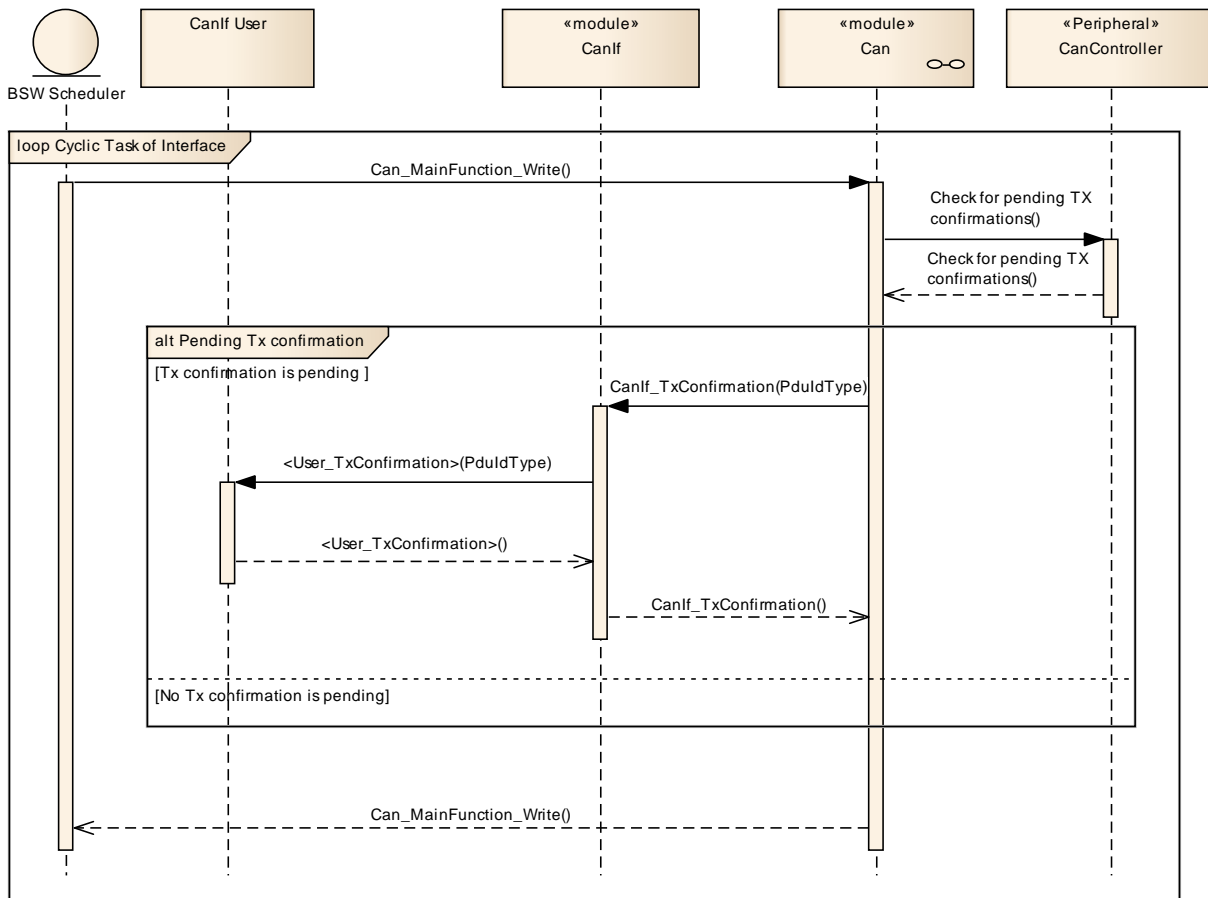 CanIf User
«module»
CanIf
«module»
Can
«Peripheral»
CanController
BSW Scheduler
loop Cyclic Task of Interface
Can_MainFunction_Write()
Check for pending TX
confirmations()
Check for pending TX
confirmations()
alt Pending Tx confirmation
[Tx confirmation is pending ]
CanIf_TxConfirmation(PduIdType)
<User_TxConfirmation>(PduIdType)
<User_TxConfirmation>()
CanIf_TxConfirmation()
[No Tx confirmation is pending]
Can_MainFunction_Write()